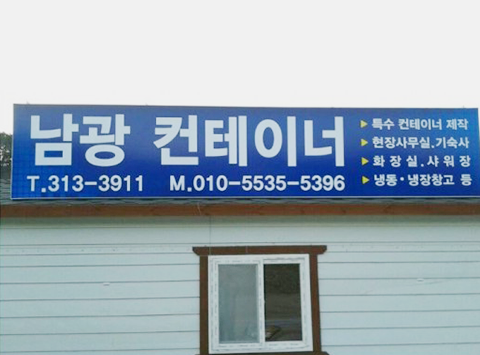 남광 컨테이너
T.313-3911 M.010-5535-5396
▶ 특수 컨테이너 제작
▶ 현장사무실.기숙사
▶ 화장실.샤워장
▶ 냉동·냉장창고 등